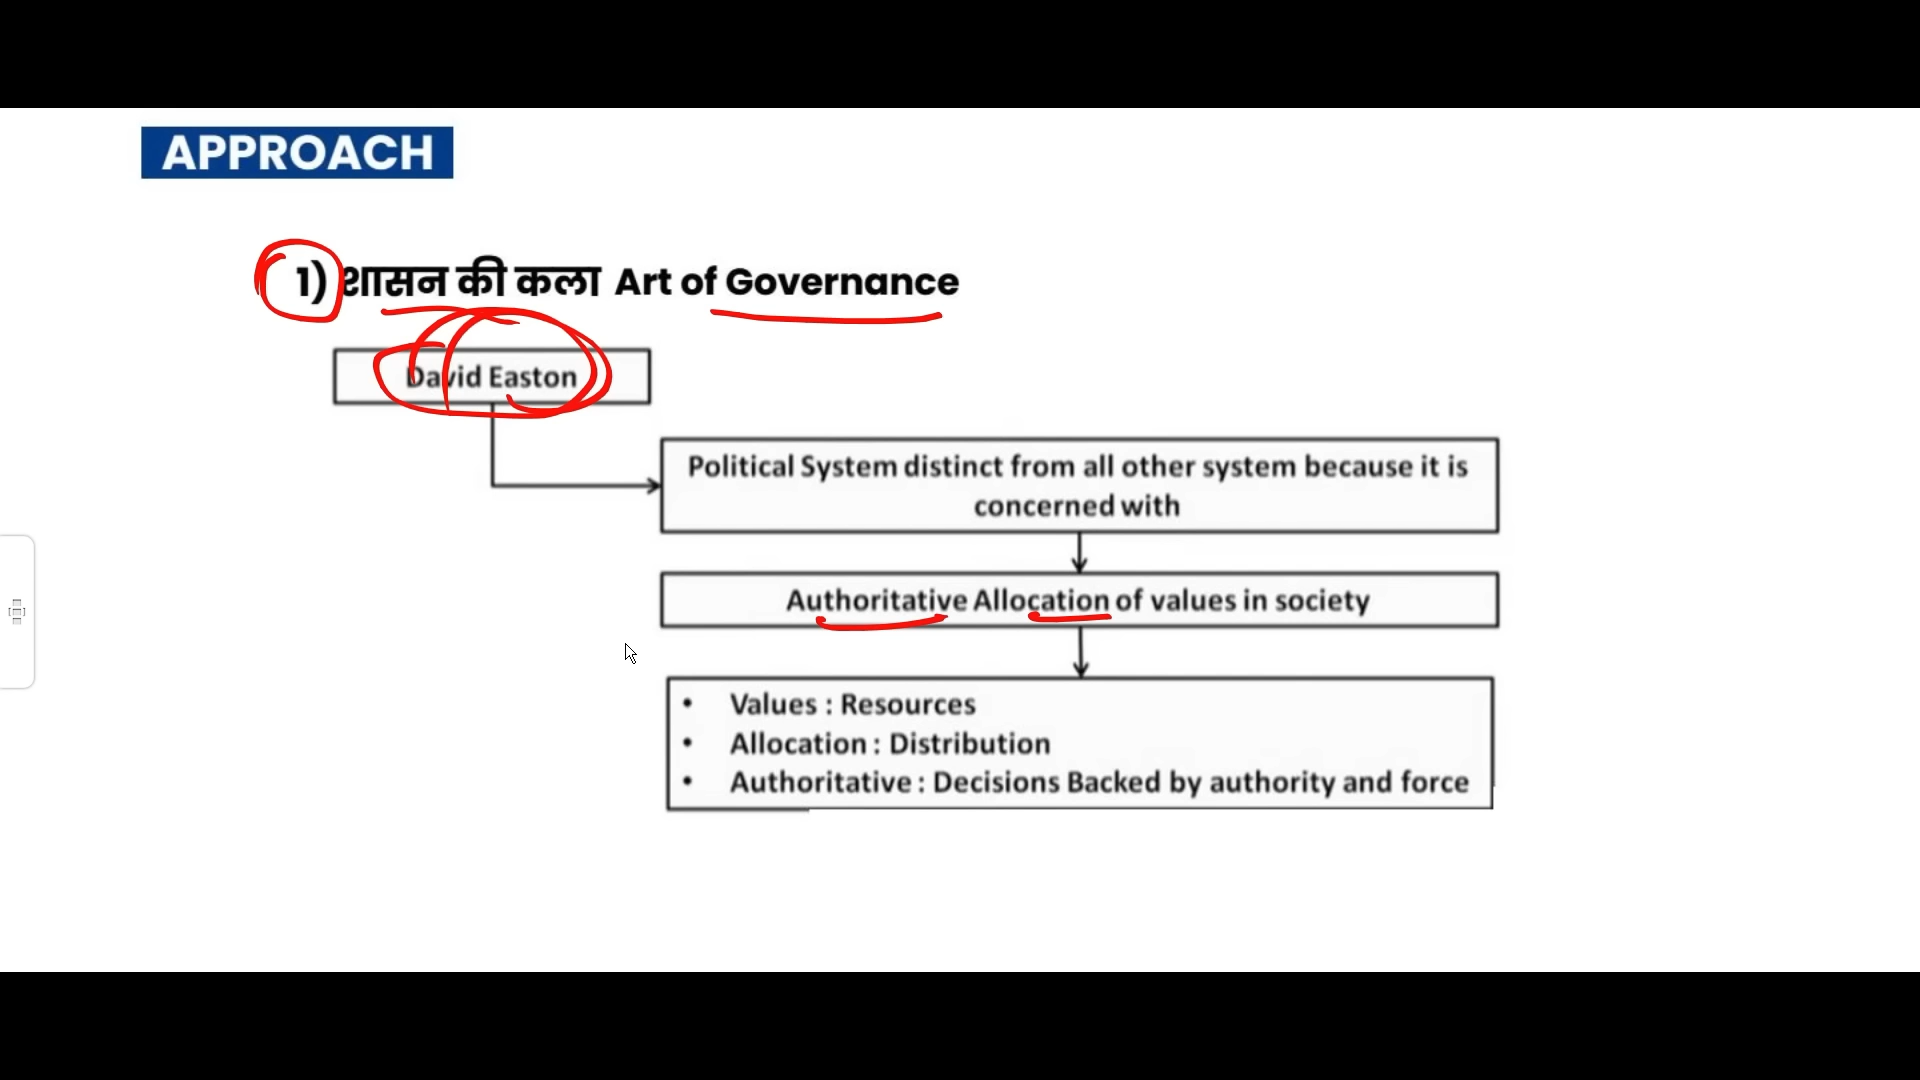 APPROACH
1) शासन की कला Art of Governance
David Easton
Political System distinct from all other system because it is
concerned with
Authoritative Allocation of values in society
• Values : Resources
• Allocation : Distribution
• Authoritative : Decisions Backed by authority and force